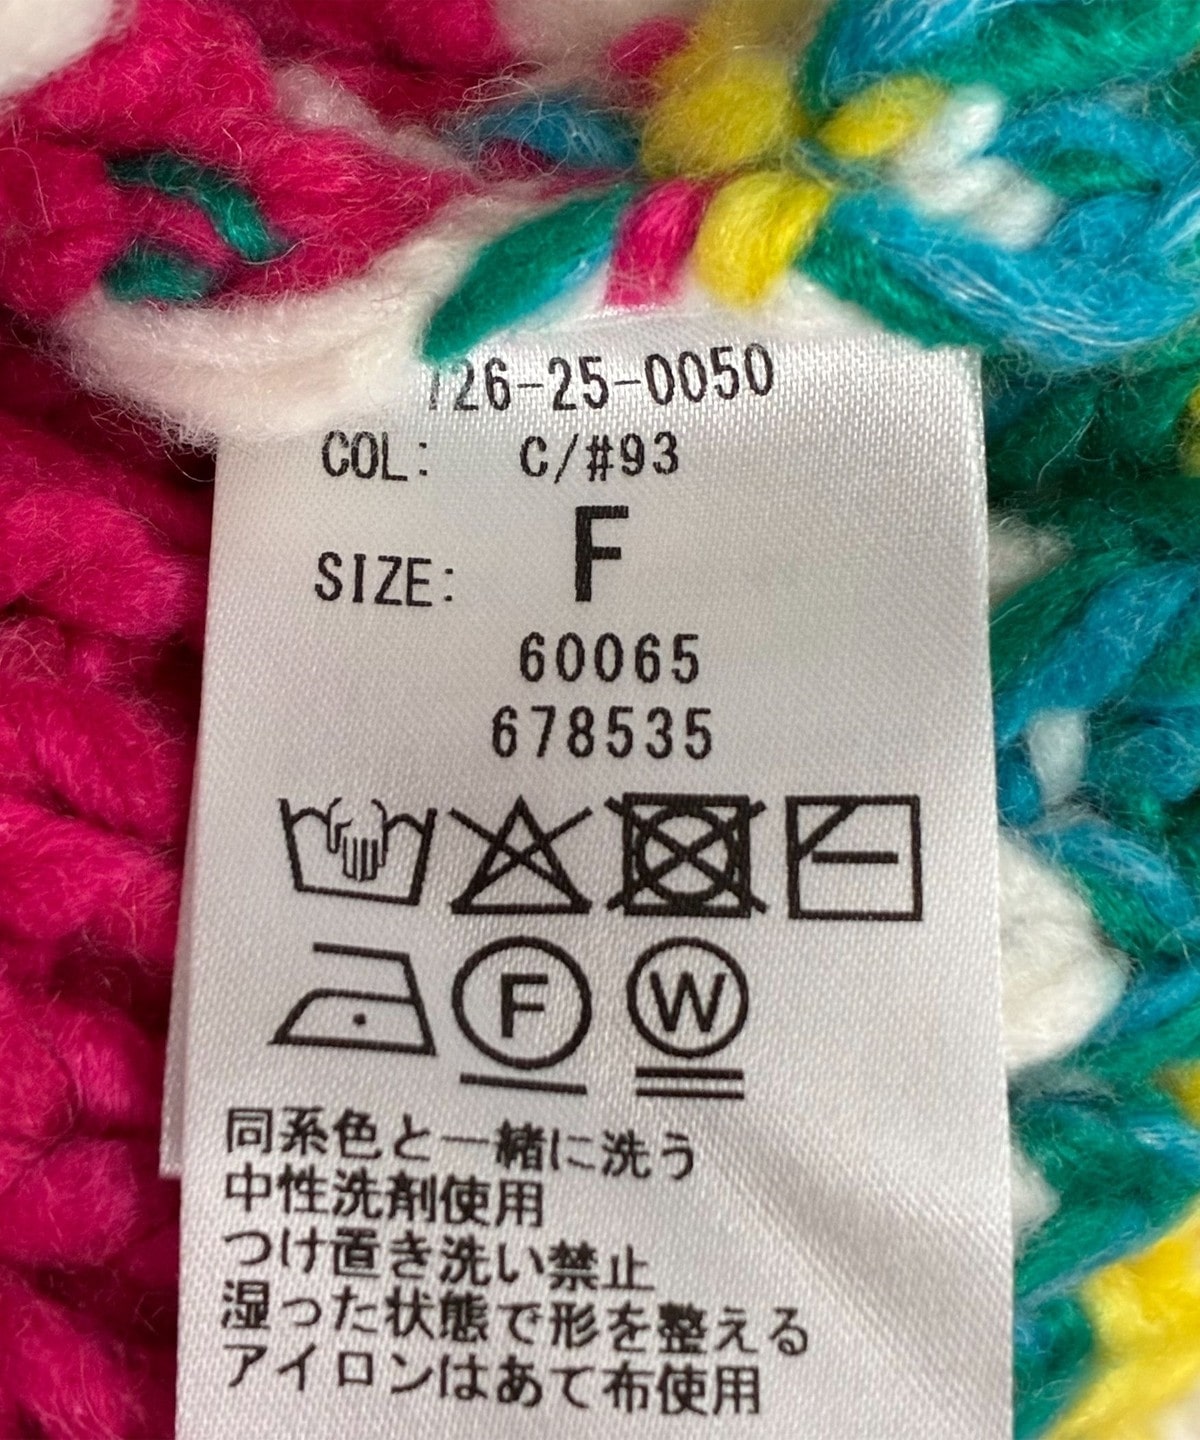 126-25-0050
COL: C/#93
SIZE: F
60065
678535
F W
同系色と一緒に洗う
中性洗剤使用
つけ置き洗い禁止
湿った状態で形を整える
アイロンはあて布使用